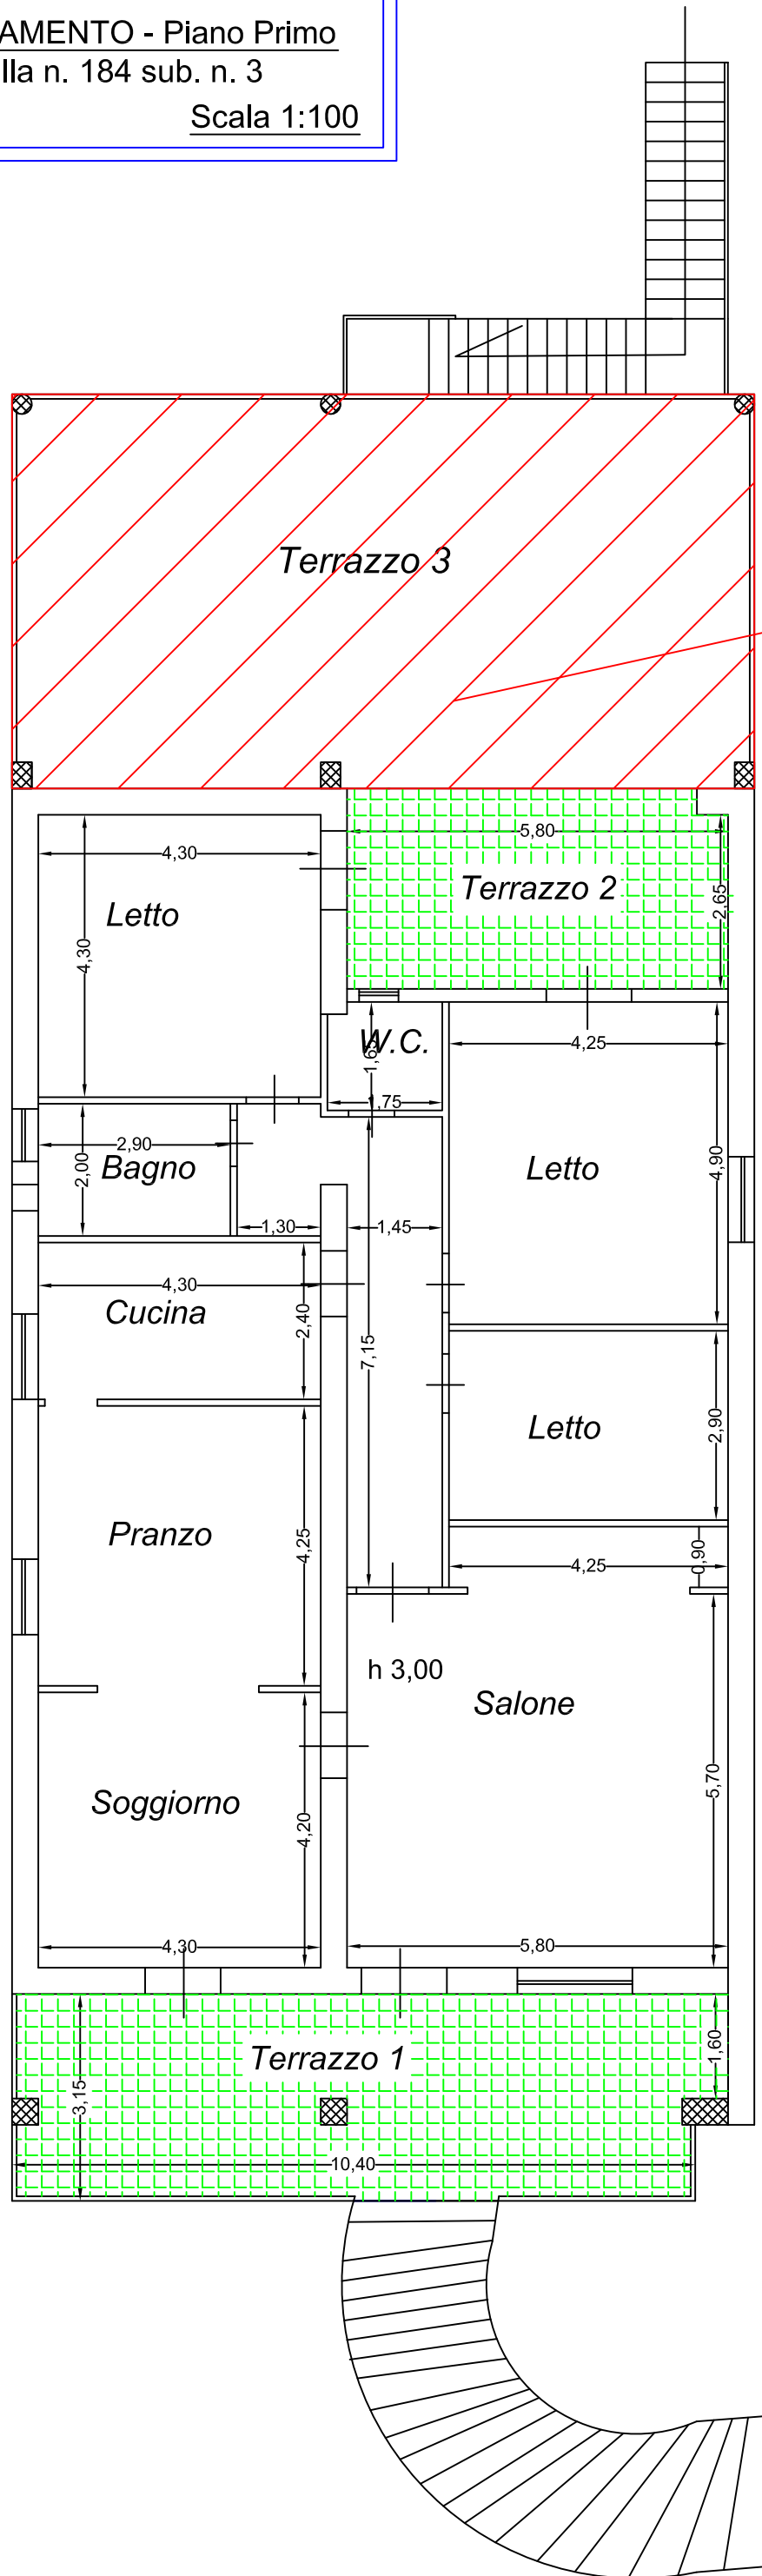 AMENTO - Piano Primo
lla n. 184 sub. n. 3
Scala 1:100
Terrazzo 3
5,80
4,30
Terrazzo 2
2,65
Letto
4,30
W.C.
1,65
4,25
1,75
2,90
Bagno
2,00
Letto
4,90
1,30
1,45
4,30
Cucina
2,40
7,15
Letto
2,90
Pranzo
4,25
4,25
0,90
h 3,00
Salone
5,70
Soggiorno
4,20
4,30
5,80
Terrazzo 1
1,60
3,15
10,40